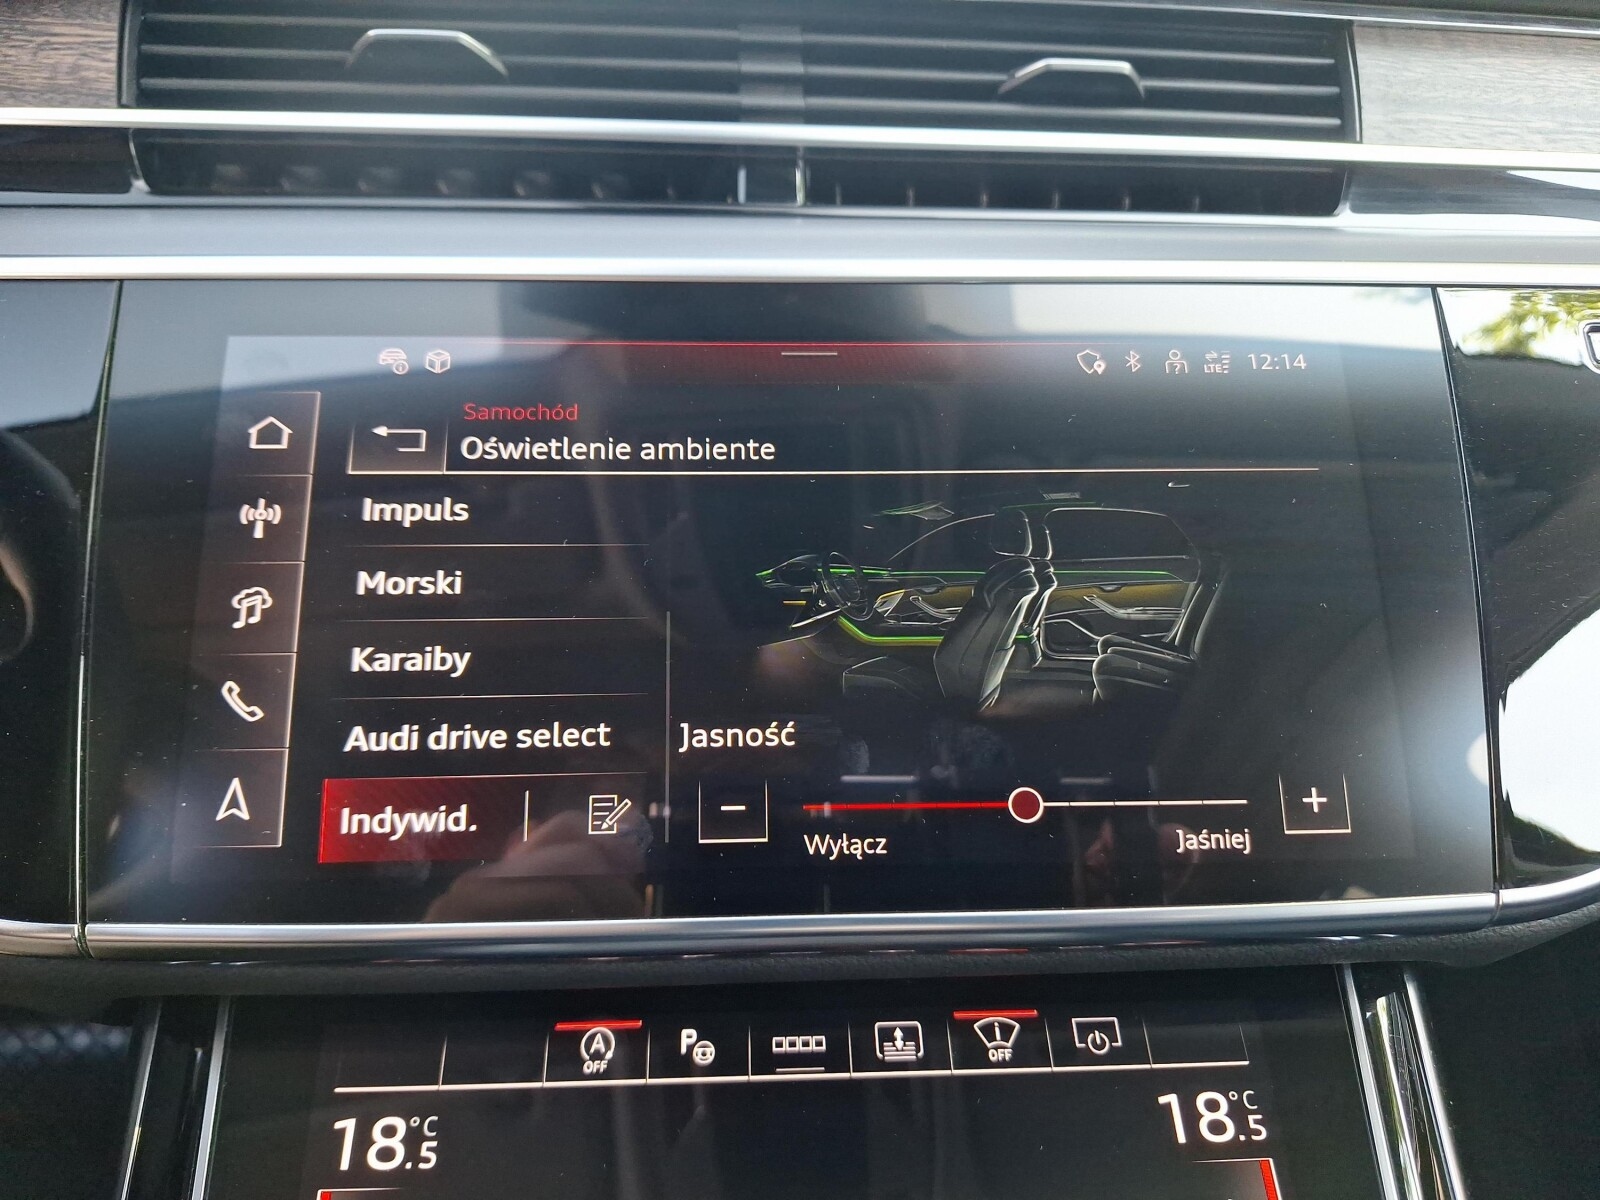 LTE 12:14
Samochód
Oświetlenie ambiente
Impuls
Morski
Karaiby
Audi drive select
Jasność
Indywid.
Wyłącz
Jaśniej
A
OFF
P
OFF
18.5 °C
18.5 °C